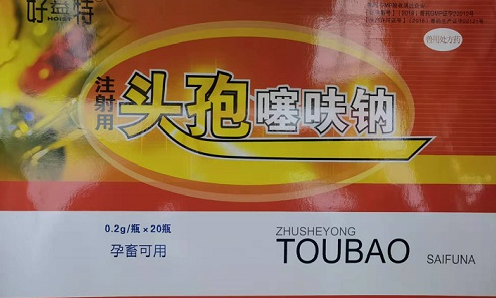 好益特
HOIST
兽用处方药
注射用
头孢噻呋钠
0.2g/瓶×20瓶
孕畜可用
ZHUSHEYONG
TOUBAO SAIFUNA